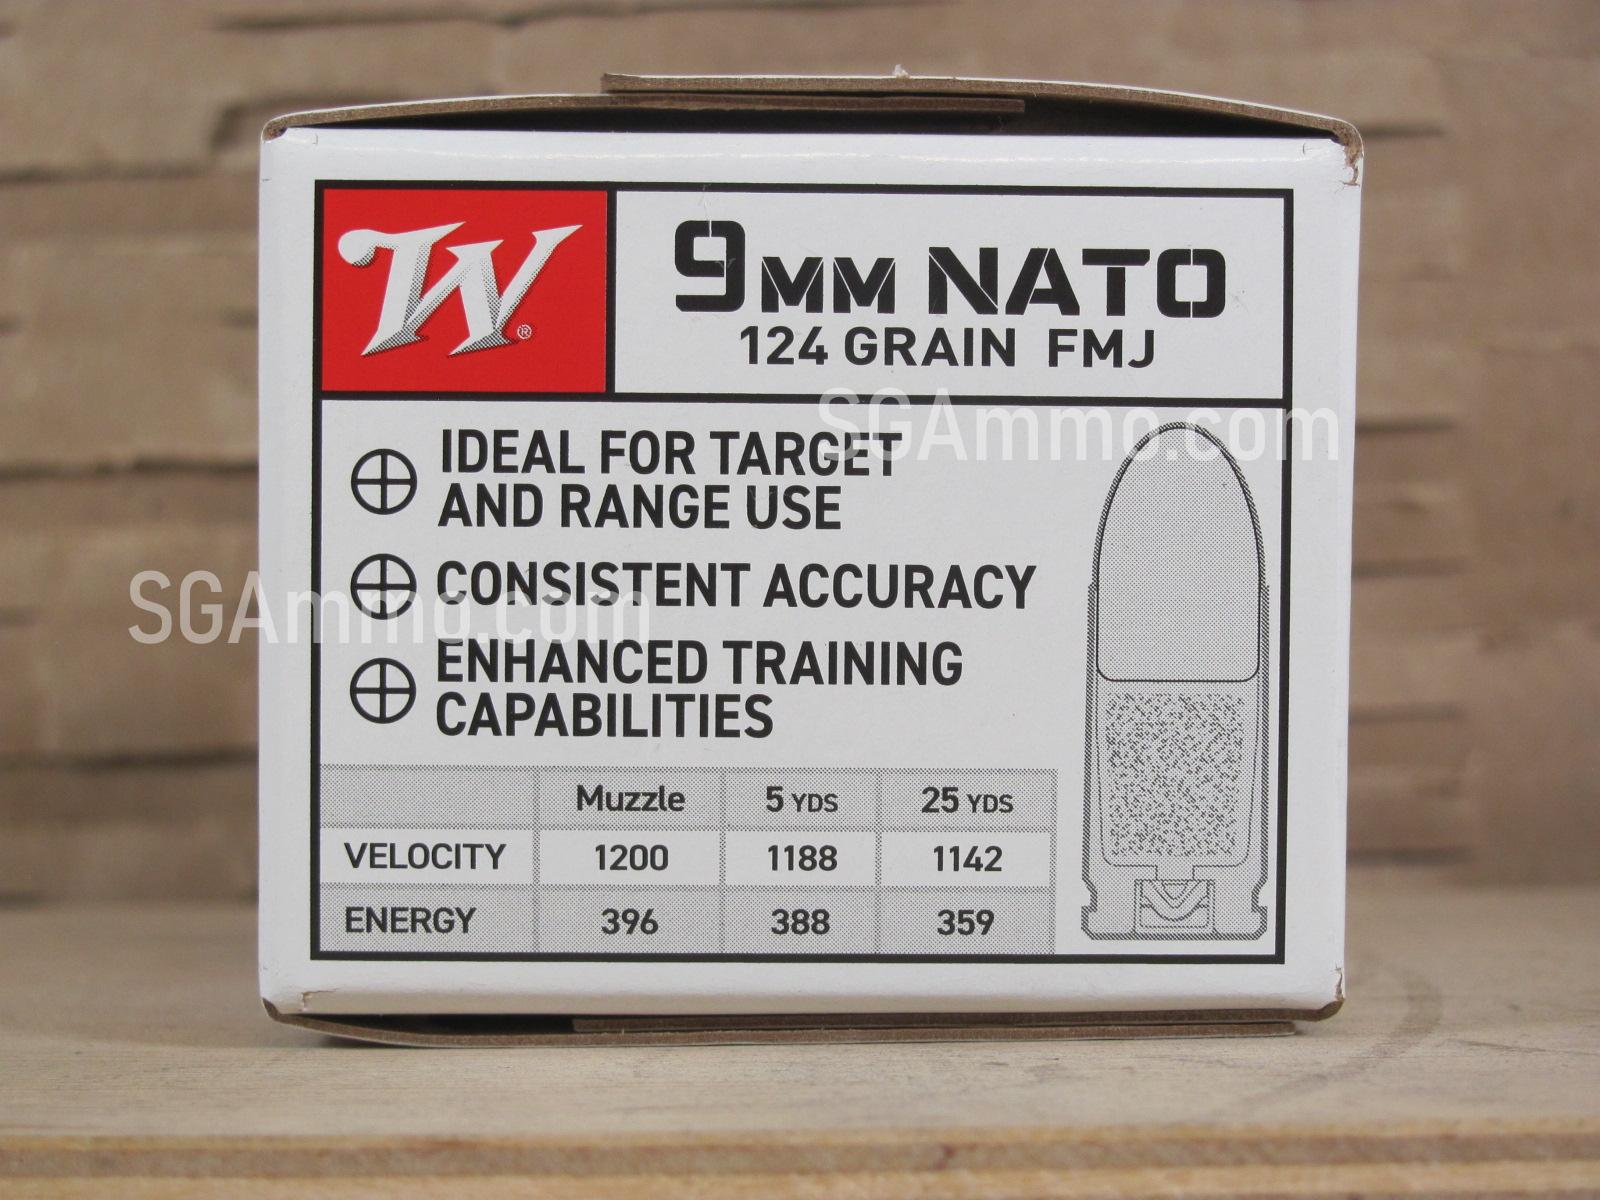 W®
9MM NATO
124 GRAIN FMJ
SGAmmo.com
IDEAL FOR TARGET
AND RANGE USE
CONSISTENT ACCURACY
SGAmmo.com
ENHANCED TRAINING
CAPABILITIES
Muzzle 5 YDS 25 YDS
VELOCITY 1200 1188 1142
ENERGY 396 388 359